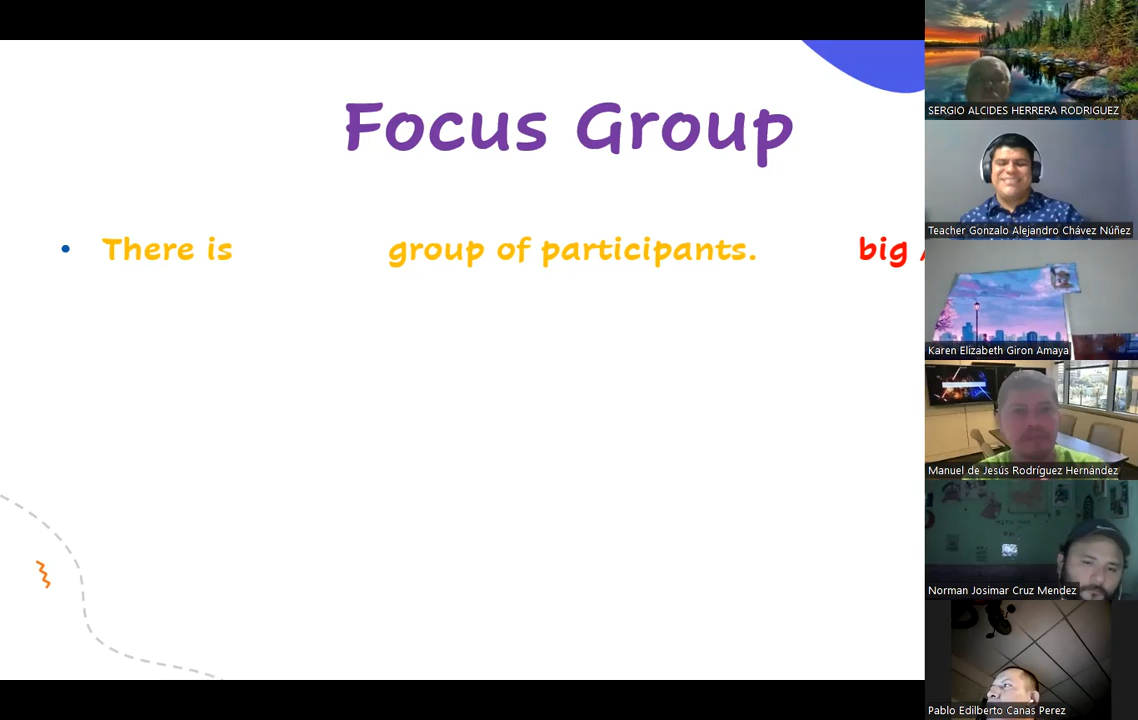 Focus Group
• There is group of participants. big
SERGIO ALCIDES HERRERA RODRIGUEZ
Teacher Gonzalo Alejandro Chávez Núñez
Karen Elizabeth Giron Amaya
Manuel de Jesús Rodríguez Hernández
Norman Josimar Cruz Mendez
Pablo Edilberto Canas Perez